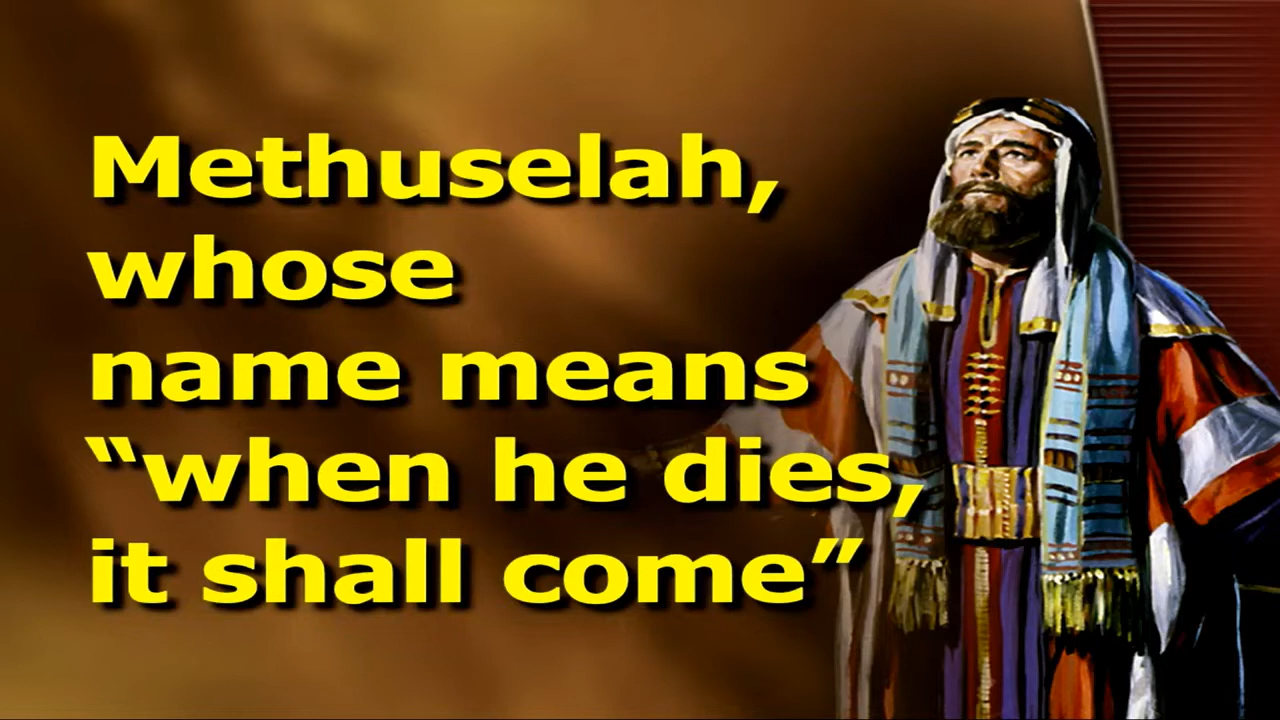 Methuselah,
whose
name means
“when he dies,
it shall come”